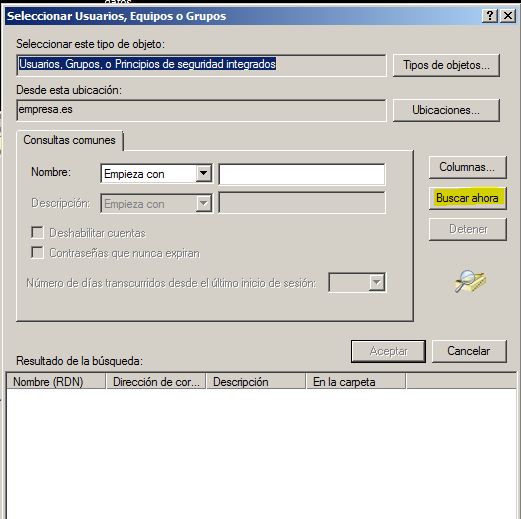 datos
Seleccionar Usuarios, Equipos o Grupos
Seleccionar este tipo de objeto:
Usuarios, Grupos, o Principios de seguridad integrados
Tipos de objetos...
Desde esta ubicación:
empresa.es
Ubicaciones...
Consultas comunes
Nombre:
Empieza con
Columnas...
Descripción:
Empieza con
Buscar ahora
Deshabilitar cuentas
Detener
Contraseñas que nunca expiran
Número de días transcurridos desde el último inicio de sesión:
Aceptar
Cancelar
Resultado de la búsqueda:
Nombre (RDN) Dirección de cor... Descripción En la carpeta